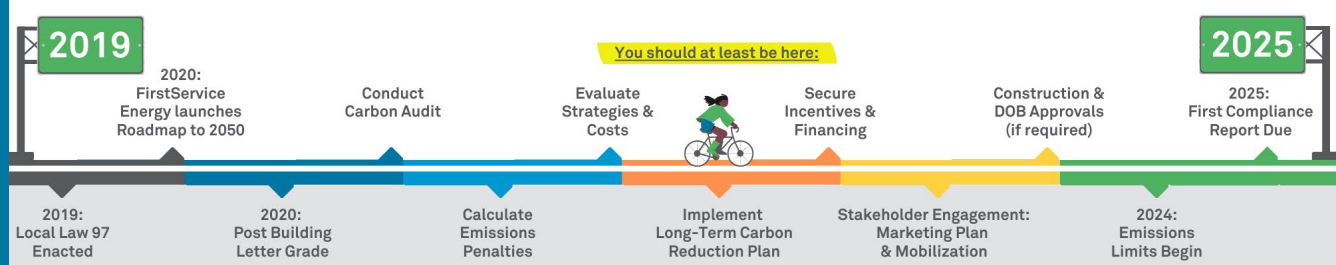 2019
2025
You should at least be here:
2020:
FirstService
Energy launches
Roadmap to 2050
Conduct
Carbon Audit
Evaluate
Strategies &
Costs
Secure
Incentives &
Financing
Construction &
DOB Approvals
(if required)
2025:
First Compliance
Report Due
2019:
Local Law 97
Enacted
2020:
Post Building
Letter Grade
Calculate
Emissions
Penalties
Implement
Long-Term Carbon
Reduction Plan
Stakeholder Engagement:
Marketing Plan
& Mobilization
2024:
Emissions
Limits Begin